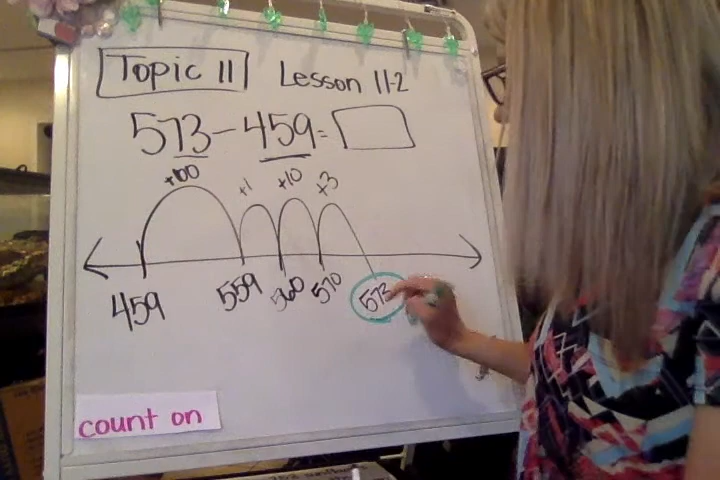 Topic 11 Lesson 11-2
573 - 459 =
+100 +1 +10 +3
459 559 560 570 573
count on